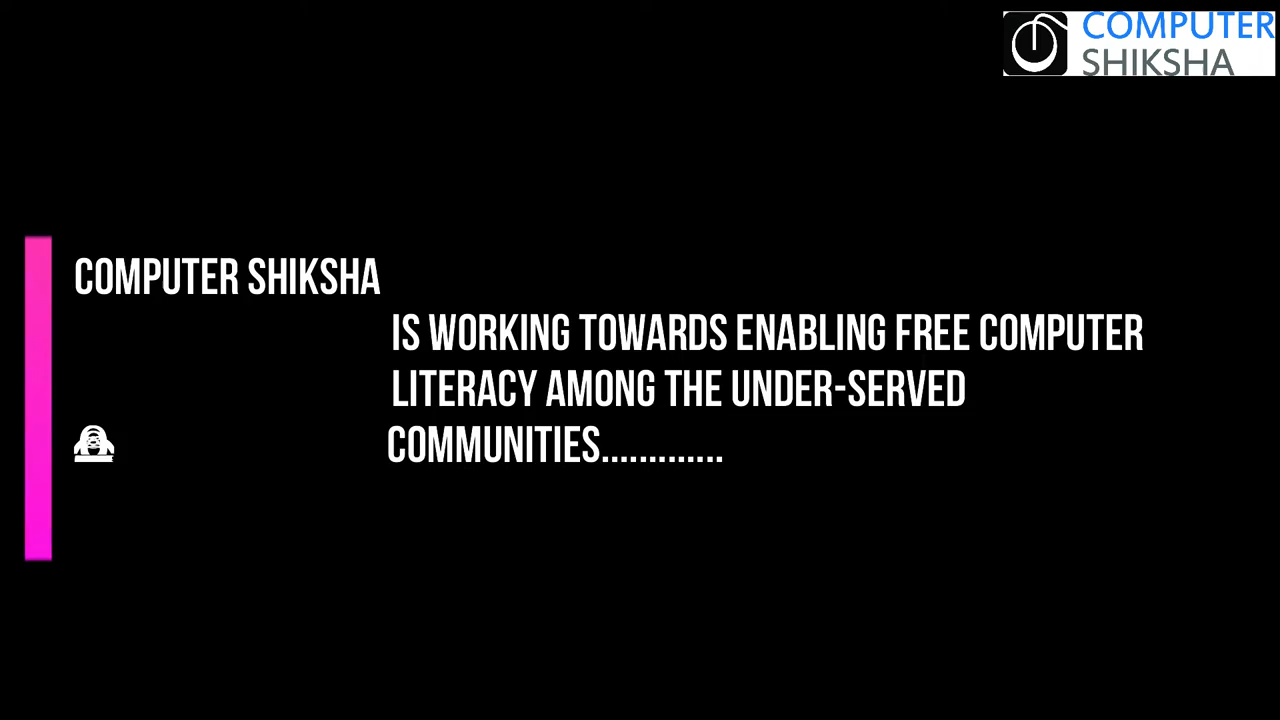 COMPUTER
SHIKSHA
COMPUTER SHIKSHA
IS WORKING TOWARDS ENABLING FREE COMPUTER
LITERACY AMONG THE UNDER-SERVED
COMMUNITIES.............